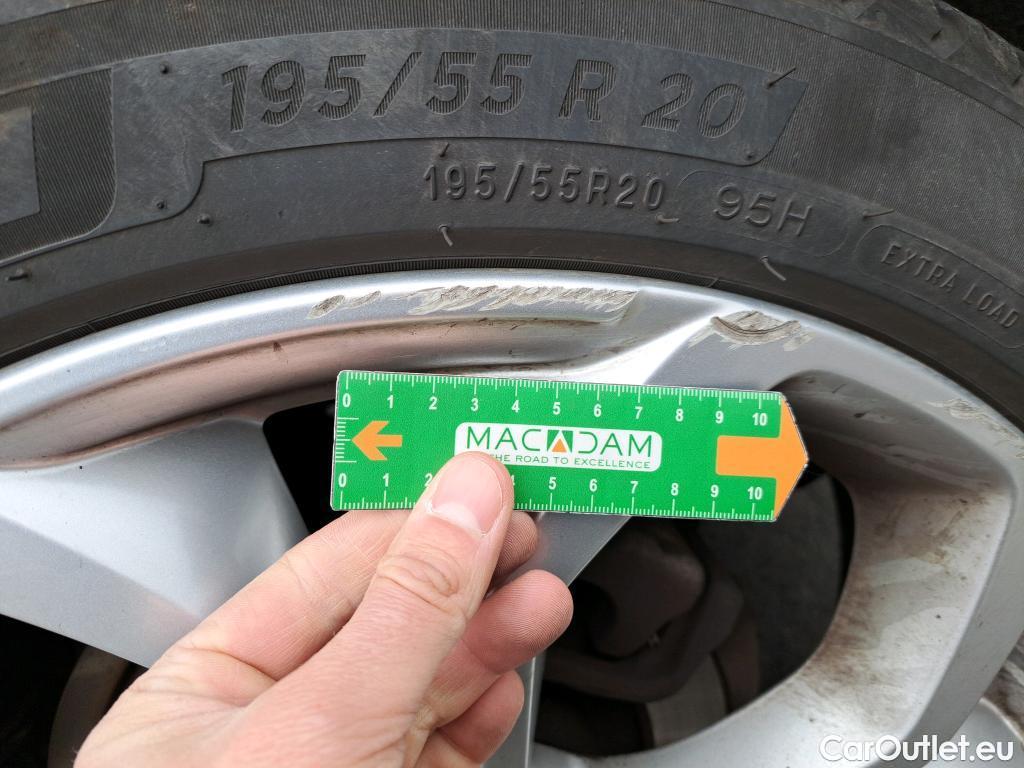 195/55 R 20
195/55R20 95H
EXTRA LOAD
0 1 2 3 4 5 6 7 8 9 10
MACADAM
THE ROAD TO EXCELLENCE
0 1 2 4 5 6 7 8 9 10
CarOutlet.eu